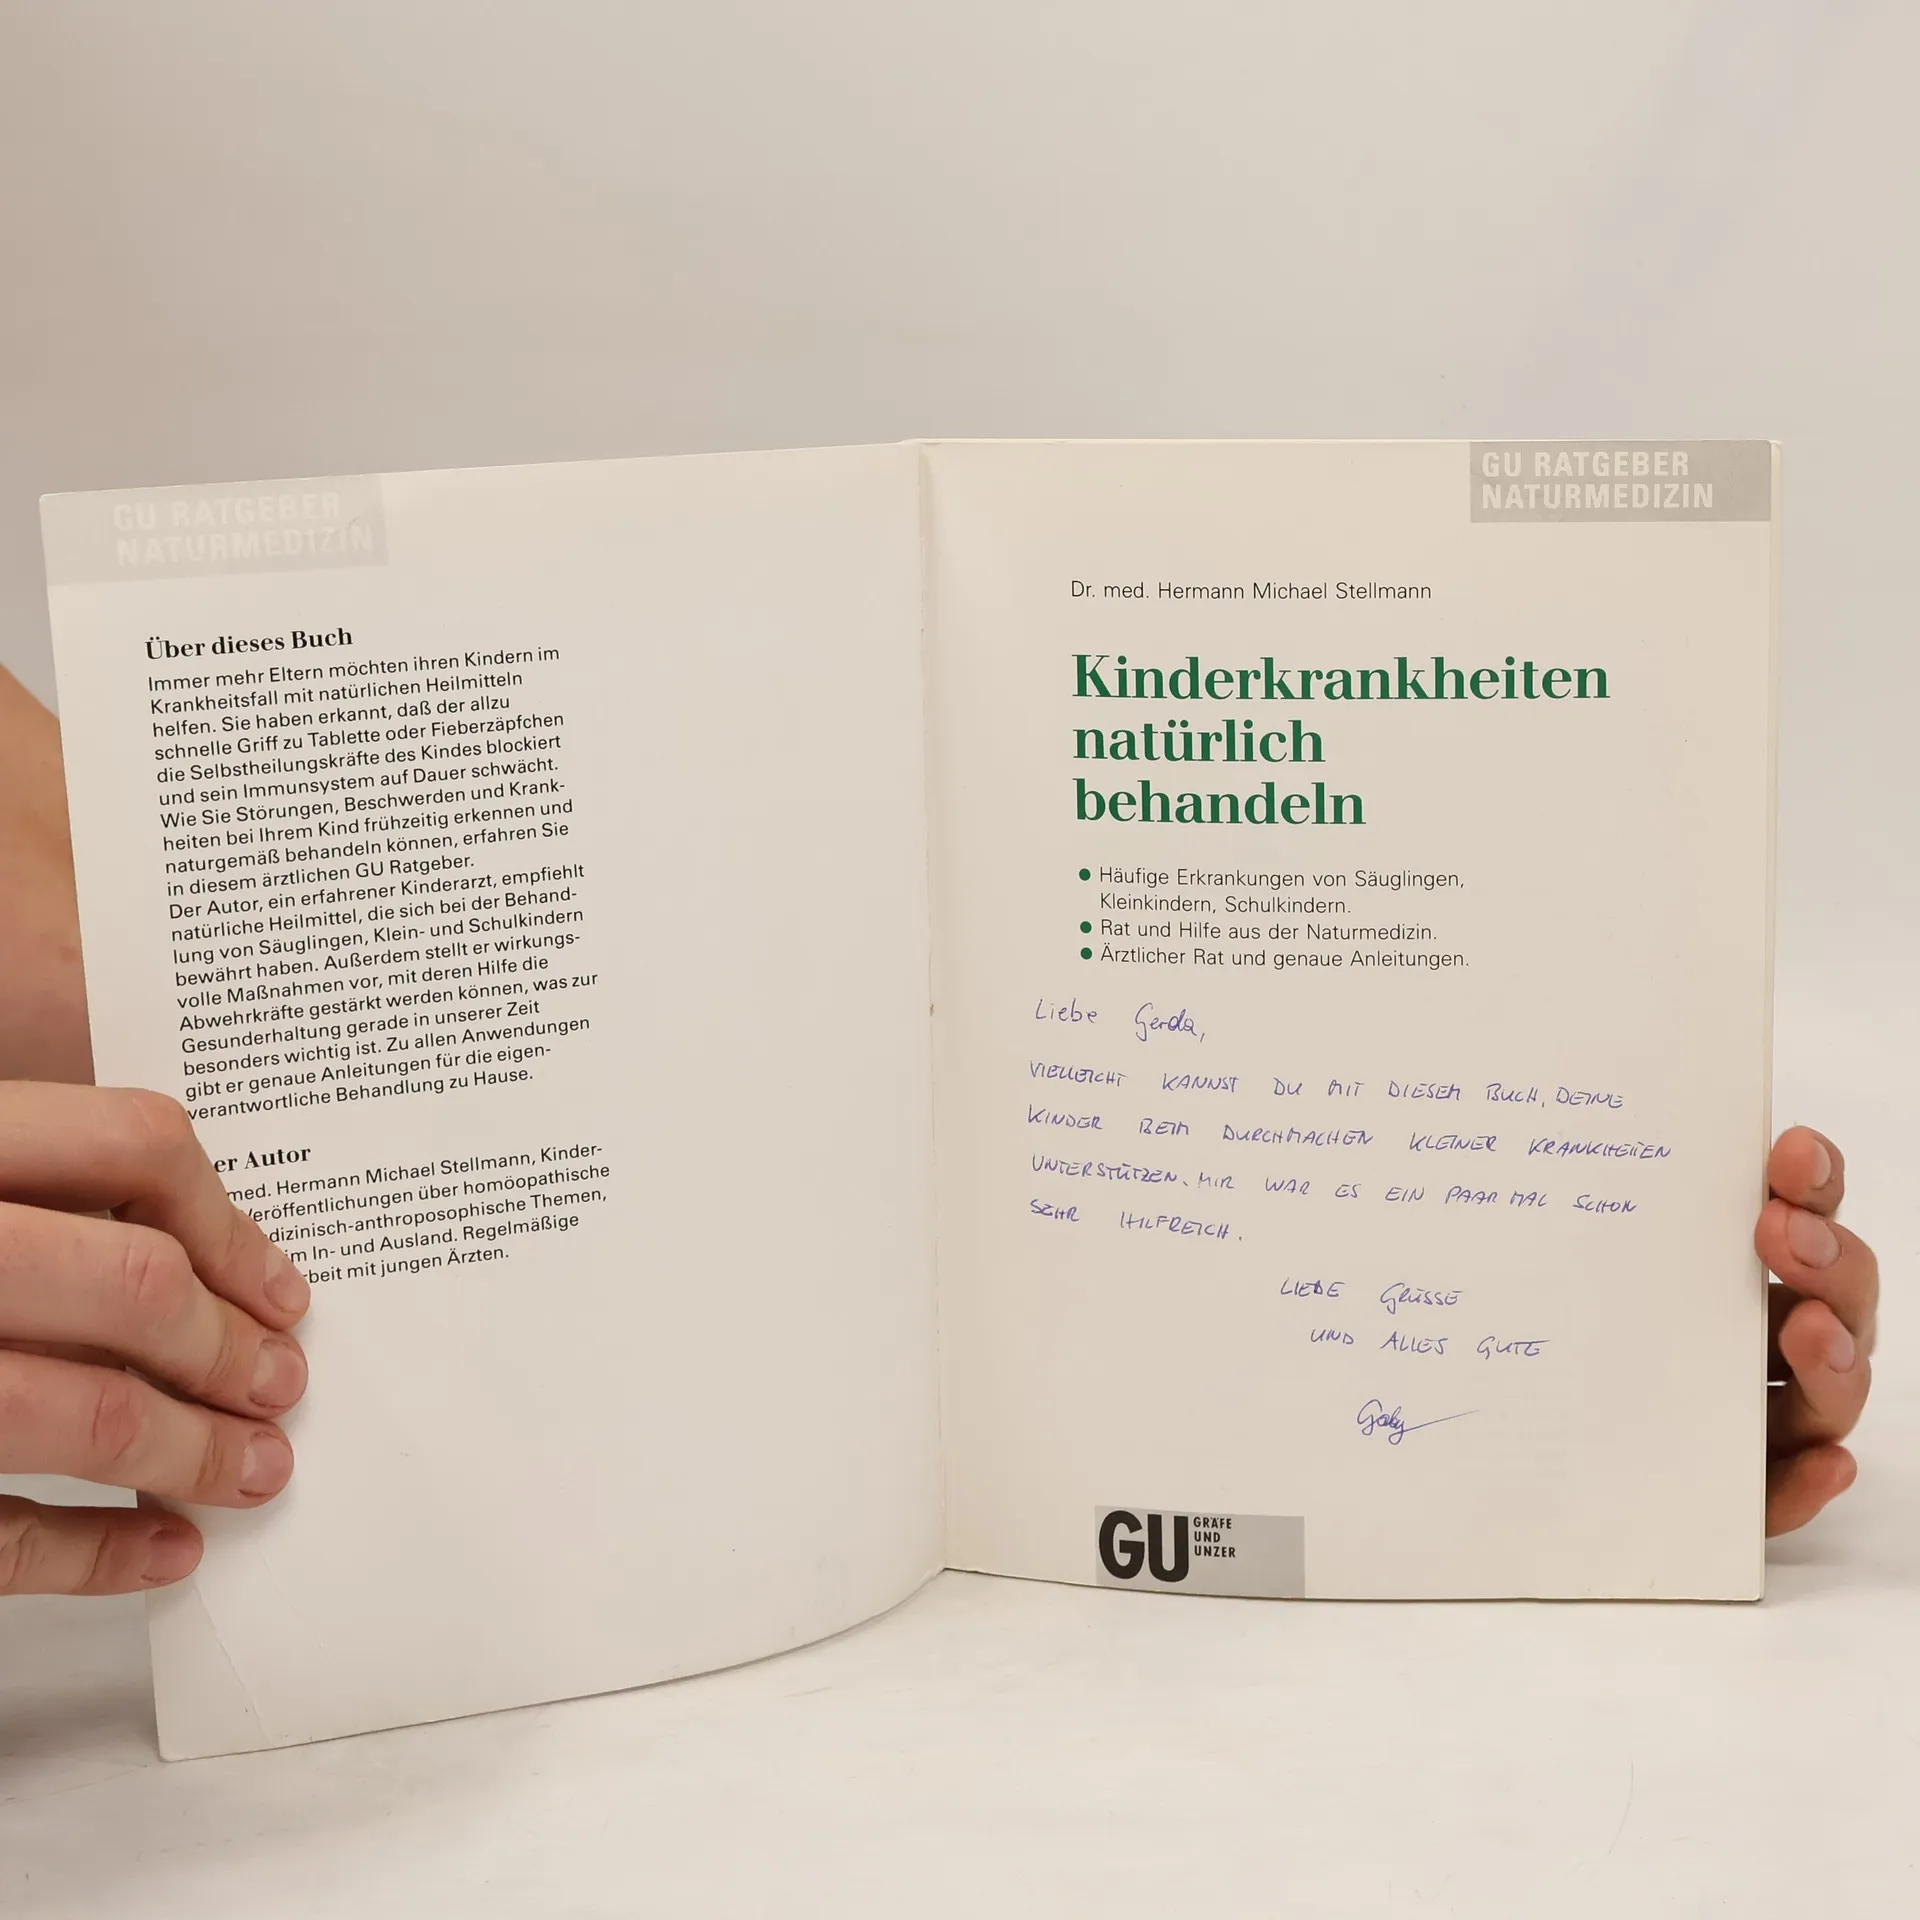 GU RATGEBER
NATURMEDIZIN
Über dieses Buch
Immer mehr Eltern möchten ihren Kindern im
Krankheitsfall mit natürlichen Heilmitteln
helfen. Sie haben erkannt, daß der allzu
schnelle Griff zu Tablette oder Fieberzäpfchen
die Selbstheilungskräfte des Kindes blockiert
und sein Immunsystem auf Dauer schwächt.
Wie Sie Störungen, Beschwerden und Krank-
heiten bei Ihrem Kind frühzeitig erkennen und
naturgemäß behandeln können, erfahren Sie
in diesem ärztlichen GU Ratgeber.
Der Autor, ein erfahrener Kinderarzt, empfiehlt
natürliche Heilmittel, die sich bei der Behand-
lung von Säuglingen, Klein- und Schulkindern
bewährt haben. Außerdem stellt er wirkungs-
volle Maßnahmen vor, mit deren Hilfe die
Abwehrkräfte gestärkt werden können, was zur
Gesunderhaltung gerade in unserer Zeit
besonders wichtig ist. Zu allen Anwendungen
gibt er genaue Anleitungen für die eigen-
verantwortliche Behandlung zu Hause.
er Autor
med. Hermann Michael Stellmann, Kinder-
Veröffentlichungen über homöopathische
dizinisch-anthroposophische Themen,
im In- und Ausland. Regelmäßige
rbeit mit jungen Ärzten.
GU RATGEBER
NATURMEDIZIN
Dr. med. Hermann Michael Stellmann
Kinderkrankheiten
natürlich
behandeln
● Häufige Erkrankungen von Säuglingen,
Kleinkindern, Schulkindern.
● Rat und Hilfe aus der Naturmedizin.
● Ärztlicher Rat und genaue Anleitungen.
Liebe Gerda,
VIELLEICHT KANNST DU MIT DIESEM BUCH, DEINE
KINDER BEIM DURCHMACHEN KLEINER KRANKHEITEN
UNTERSTÜTZEN. MIR WAR ES EIN PAAR MAL SCHON
SEHR HILFREICH.
LIEBE GRÜSSE
UND ALLES GUTE
Gaby
GU GRÄFE
UND
UNZER